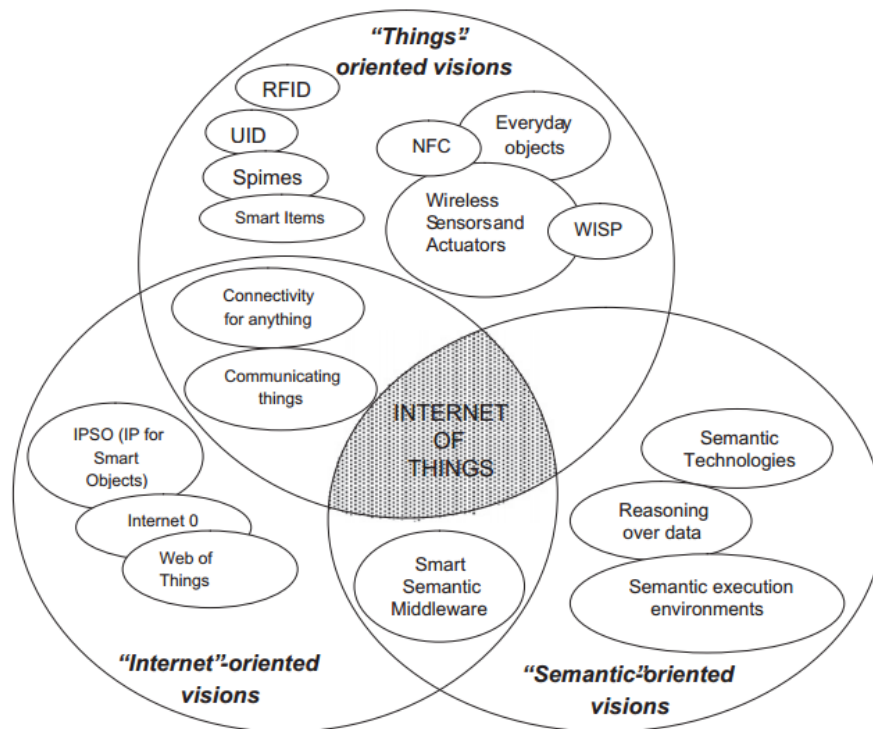 “Things”-
oriented visions
RFID
UID
Spimes
Smart Items
Everyday
objects
NFC
Wireless
Sensors and
Actuators
WISP
Connectivity
for anything
Communicating
things
INTERNET
OF
THINGS
IPSO (IP for
Smart
Objects)
Internet 0
Web of
Things
Semantic
Technologies
Reasoning
over data
Semantic execution
environments
Smart
Semantic
Middleware
“Internet”-oriented
visions
“Semantic”-oriented
visions